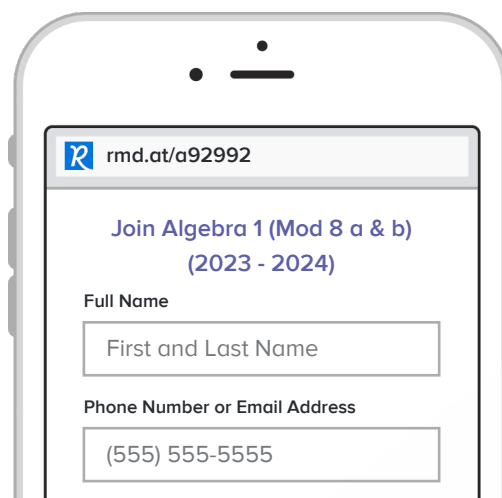 rmd.at/a92992
Join Algebra 1 (Mod 8 a & b)
(2023 - 2024)
Full Name
First and Last Name
Phone Number or Email Address
(555) 555-5555